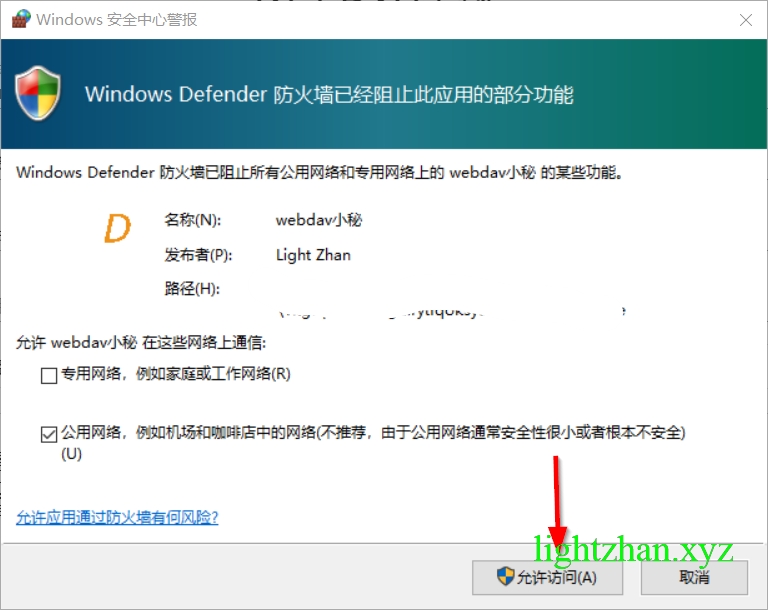 Windows 安全中心警报
Windows Defender 防火墙已经阻止此应用的部分功能
Windows Defender 防火墙已阻止所有公用网络和专用网络上的 webdav小秘 的某些功能。
D
名称(N): webdav小秘
发布者(P): Light Zhan
路径(H):
允许 webdav小秘 在这些网络上通信:
专用网络，例如家庭或工作网络(R)
公用网络，例如机场和咖啡店中的网络(不推荐，由于公用网络通常安全性很小或者根本不安全)
(U)
允许应用通过防火墙有何风险?
lightzhan.xyz
允许访问(A) 取消